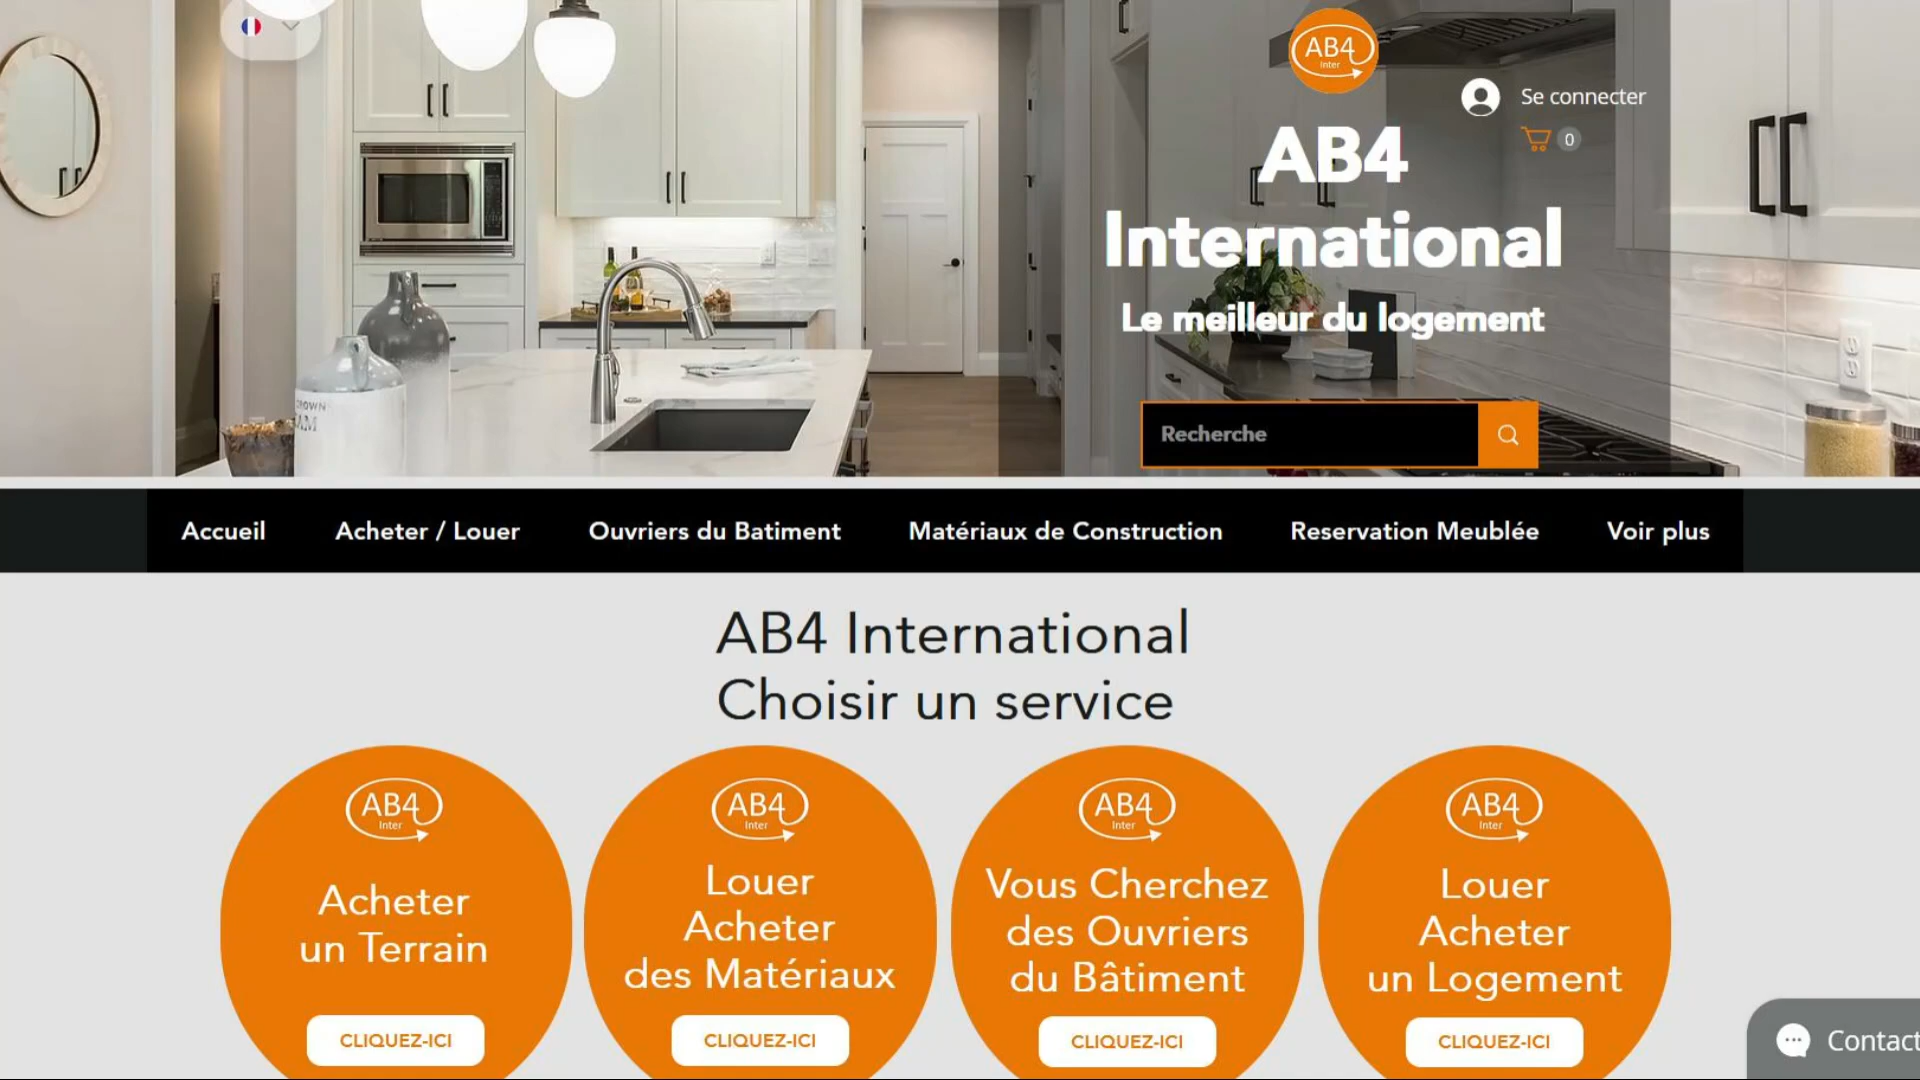 AB4
Inter
Se connecter
0
AB4
International
Le meilleur du logement
Recherche
Accueil
Acheter / Louer
Ouvriers du Batiment
Matériaux de Construction
Reservation Meublée
Voir plus
AB4 International
Choisir un service
AB4
Inter
Acheter
un Terrain
CLIQUEZ-ICI
AB4
Inter
Louer
Acheter
des Matériaux
CLIQUEZ-ICI
AB4
Inter
Vous Cherchez
des Ouvriers
du Bâtiment
CLIQUEZ-ICI
AB4
Inter
Louer
Acheter
un Logement
CLIQUEZ-ICI
Contact